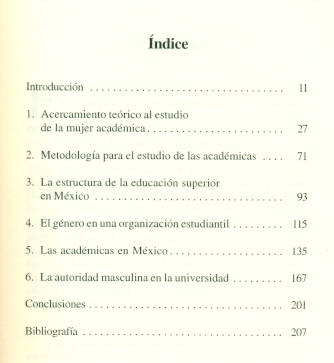 Índice
Introducción .................................. 11
1. Acercamiento teórico al estudio
de la mujer académica........................ 27
2. Metodología para el estudio de las académicas .... 71
3. La estructura de la educación superior
en México .................................. 93
4. El género en una organización estudiantil ......... 115
5. Las académicas en México.................... 135
6. La autoridad masculina en la universidad ......... 167
Conclusiones.................................. 201
Bibliografía ................................... 207